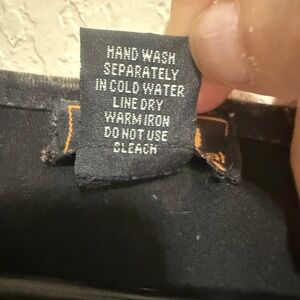 HAND WASH
SEPARATELY
IN COLD WATER
LINE DRY
WARM IRON
DO NOT USE
BLEACH